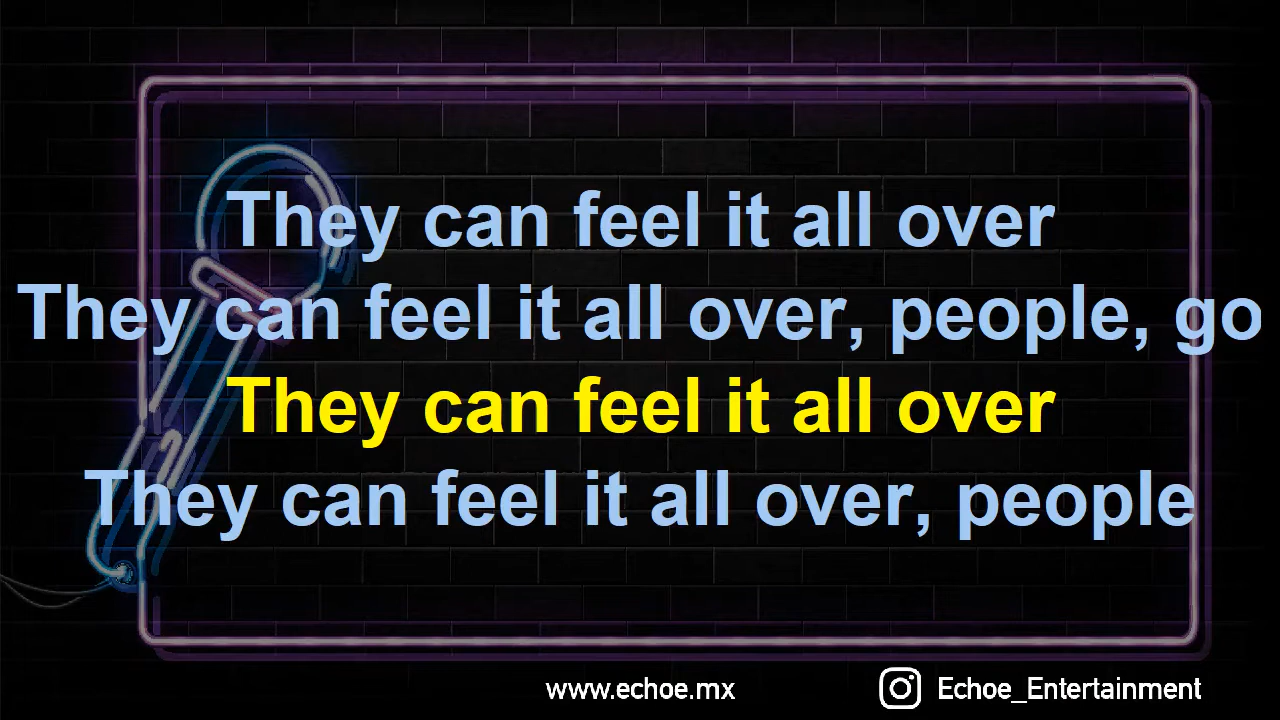 They can feel it all over
They can feel it all over, people, go
They can feel it all over
They can feel it all over, people
www.echoe.mx
Echoe_Entertainment